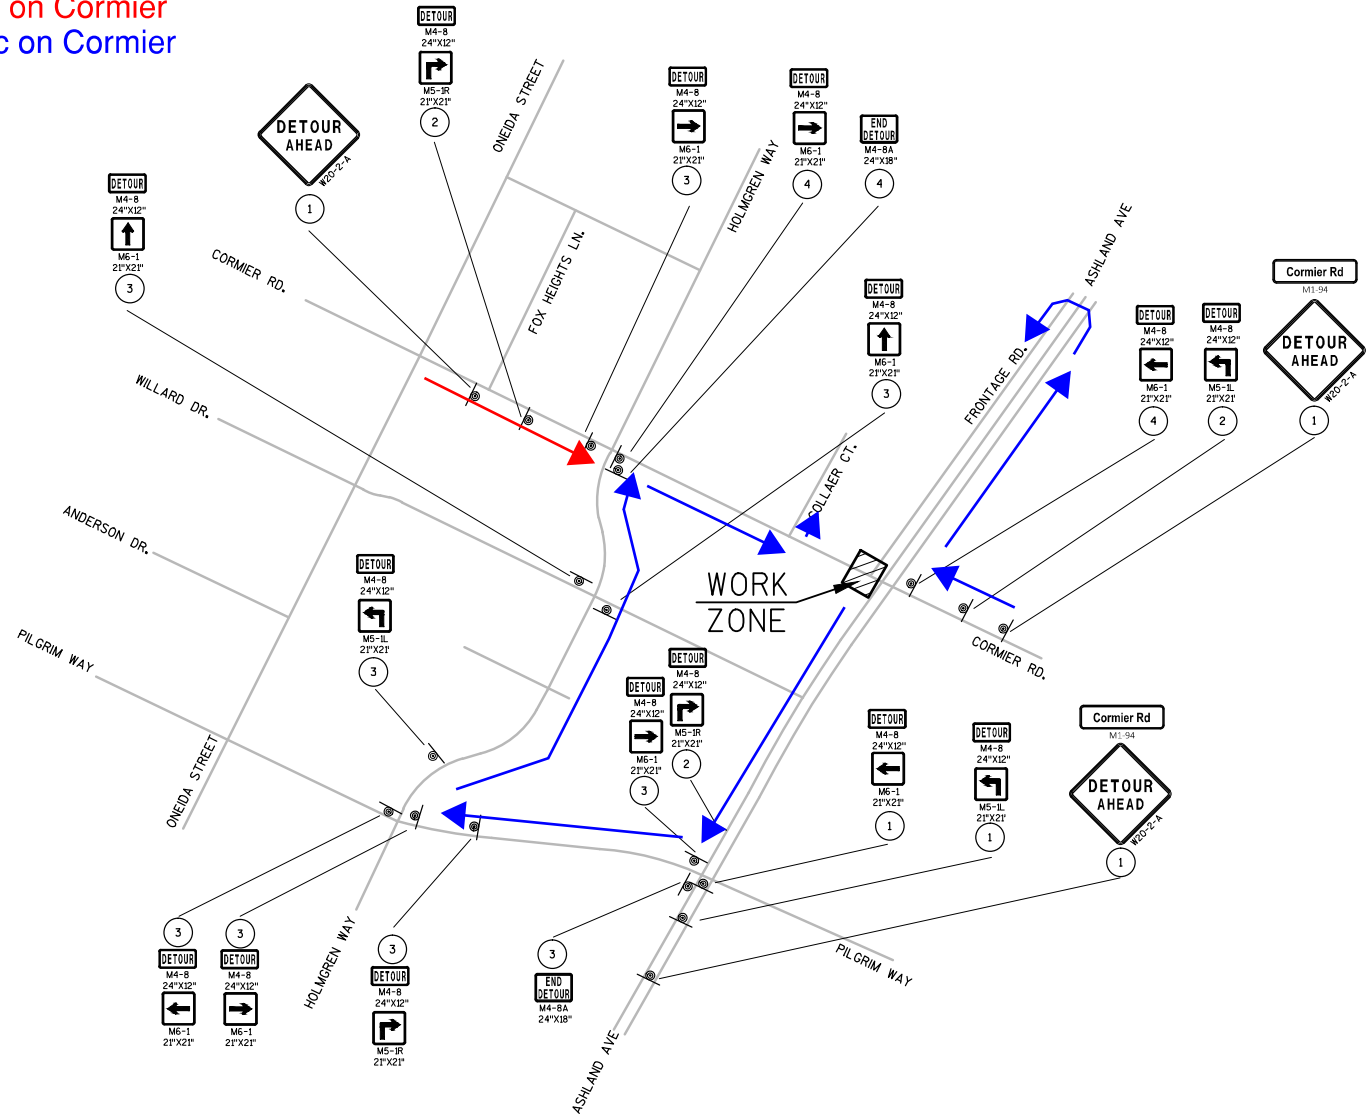 on Cormier
c on Cormier
DETOUR
M4-8
24"X12"
M5-1R
21"X21"
2
ONEIDA STREET
DETOUR
AHEAD
W20-2-A
1
DETOUR
M4-8
24"X12"
M6-1
21"X21"
3
DETOUR
M4-8
24"X12"
M6-1
21"X21"
4
END
DETOUR
M4-8A
24"X18"
4
HOLMGREN WAY
DETOUR
M4-8
24"X12"
M6-1
21"X21"
3
CORMIER RD.
FOX HEIGHTS LN.
ASHLAND AVE
DETOUR
M4-8
24"X12"
M6-1
21"X21"
3
FRONTAGE RD.
DETOUR
M4-8
24"X12"
M6-1
21"X21"
4
DETOUR
M4-8
24"X12"
M5-1L
21"X21'
2
Cormier Rd
M1-94
DETOUR
AHEAD
W20-2-A
1
WILLARD DR.
COLLAER CT.
ANDERSON DR.
DETOUR
M4-8
24"X12"
M5-1L
21"X21'
3
WORK
ZONE
CORMIER RD.
PILGRIM WAY
DETOUR
M4-8
24"X12"
M6-1
21"X21"
3
DETOUR
M4-8
24"X12"
M5-1R
21"X21"
2
DETOUR
M4-8
24"X12"
M6-1
21"X21"
1
DETOUR
M4-8
24"X12"
M5-1L
21"X21'
1
Cormier Rd
M1-94
DETOUR
AHEAD
W20-2-A
1
ONEIDA STREET
3
DETOUR
M4-8
24"X12"
M6-1
21"X21"
3
DETOUR
M4-8
24"X12"
M6-1
21"X21"
HOLMGREN WAY
3
DETOUR
M4-8
24"X12"
M5-1R
21"X21"
3
END
DETOUR
M4-8A
24"X18"
PILGRIM WAY
ASHLAND AVE